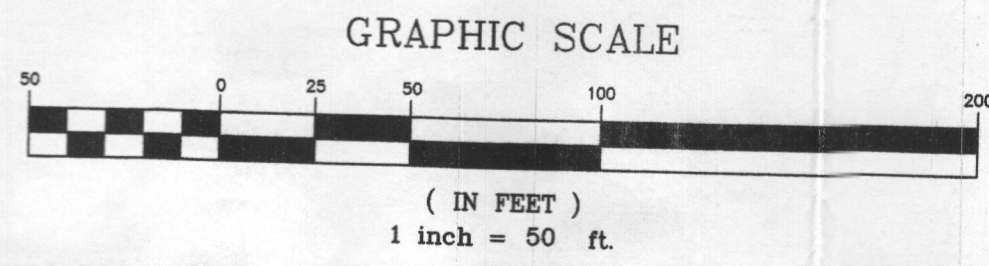 GRAPHIC SCALE
50 0 25 50 100 200
( IN FEET )
1 inch = 50 ft.